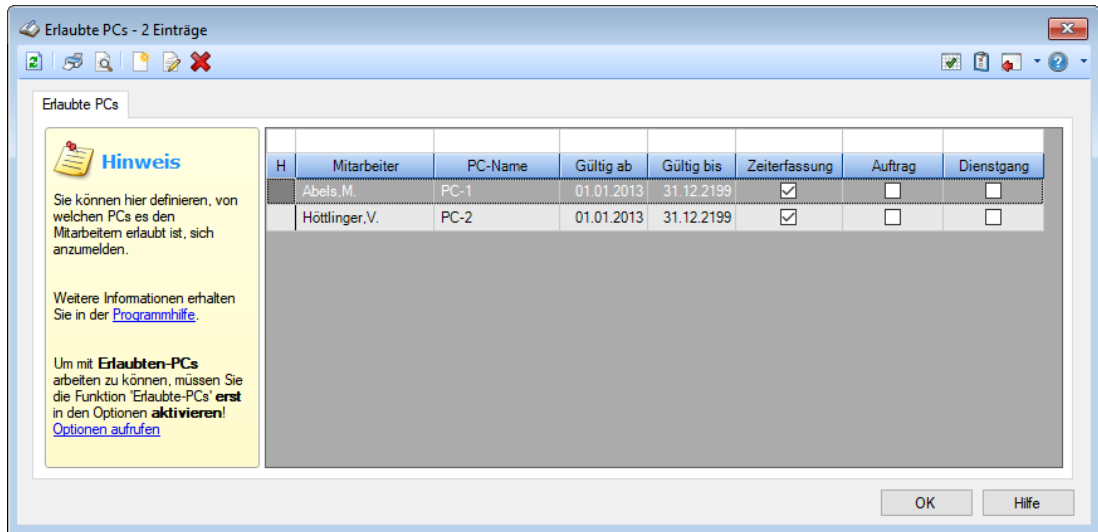 Erlaubte PCs - 2 Einträge
Erlaubte PCs
Hinweis
Sie können hier definieren, von
welchen PCs es den
Mitarbeitern erlaubt ist, sich
anzumelden.
Weitere Informationen erhalten
Sie in der Programmhilfe.
Um mit Erlaubten-PCs
arbeiten zu können, müssen Sie
die Funktion 'Erlaubte-PCs' erst
in den Optionen aktivieren!
Optionen aufrufen
H Mitarbeiter PC-Name Gültig ab Gültig bis Zeiterfassung Auftrag Dienstgang
Abels,M. PC-1 01.01.2013 31.12.2199
Höttlinger,V. PC-2 01.01.2013 31.12.2199
OK Hilfe